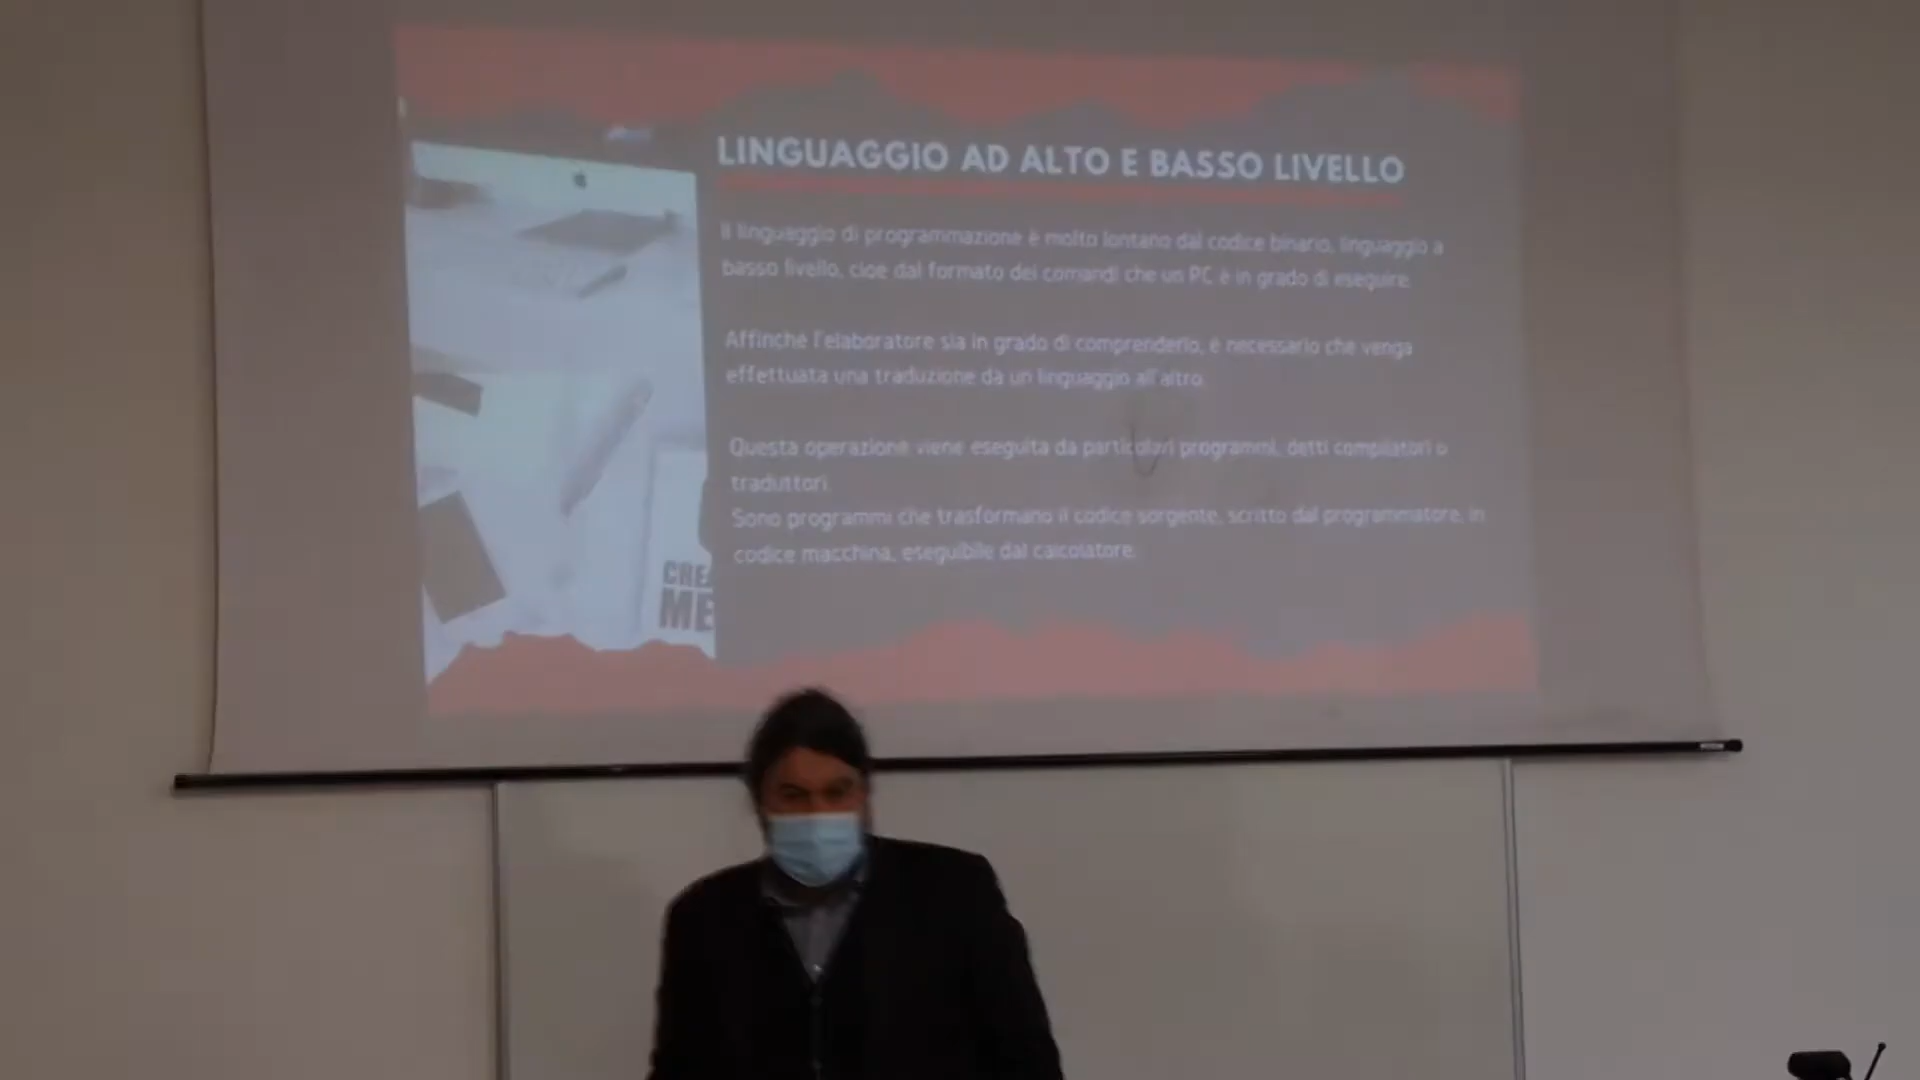 LINGUAGGIO AD ALTO E BASSO LIVELLO
Il linguaggio di programmazione è molto lontano dal codice binario, linguaggio a
basso livello, cioè dal formato dei comandi che un PC è in grado di eseguire.
Affinché l'elaboratore sia in grado di comprenderlo, è necessario che venga
effettuata una traduzione da un linguaggio all'altro.
Questa operazione viene eseguita da particolari programmi, detti compilatori o
traduttori.
Sono programmi che trasformano il codice sorgente, scritto dal programmatore, in
codice macchina, eseguibile dal calcolatore.
CREA
ME